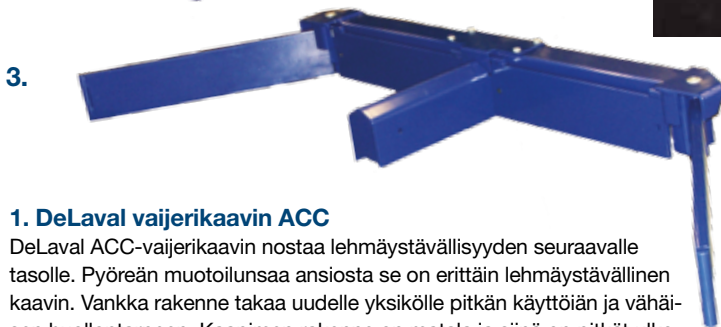 3.
1. DeLaval vaijerikaavin ACC
DeLaval ACC-vaijerikaavin nostaa lehmäystävällisyyden seuraavalle
tasolle. Pyöreän muotoilunsaa ansiosta se on erittäin lehmäystävällinen
kaavin. Vankka rakenne takaa uudelle yksikölle pitkän käyttöiän ja vähäi-